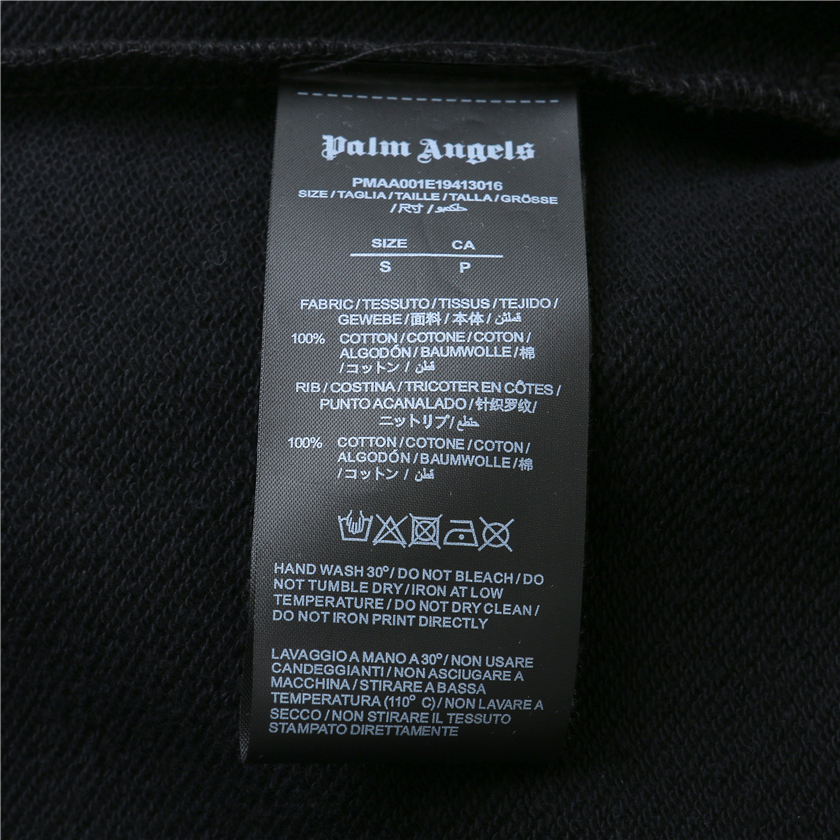 Palm Angels
PMAA001E19413016
SIZE / TAGLIA / TAILLE / TALLA / GRÖSSE
/ 尺寸 /
SIZE CA
S P
FABRIC / TESSUTO / TISSUS / TEJIDO /
GEWEBE / 面料 / 本体 /
100% COTTON / COTONE / COTON /
ALGODÓN / BAUMWOLLE / 棉
/ コットン / قطن
RIB / COSTINA / TRICOTER EN CÔTES /
PUNTO ACANALADO / 针织罗纹/
ニットリブ /
100% COTTON / COTONE / COTON /
ALGODÓN / BAUMWOLLE / 棉
/ コットン / قطن
HAND WASH 30° / DO NOT BLEACH / DO
NOT TUMBLE DRY / IRON AT LOW
TEMPERATURE / DO NOT DRY CLEAN /
DO NOT IRON PRINT DIRECTLY
LAVAGGIO A MANO A 30° / NON USARE
CANDEGGIANTI / NON ASCIUGARE A
MACCHINA / STIRARE A BASSA
TEMPERATURA (110° C) / NON LAVARE A
SECCO / NON STIRARE IL TESSUTO
STAMPATO DIRETTAMENTE